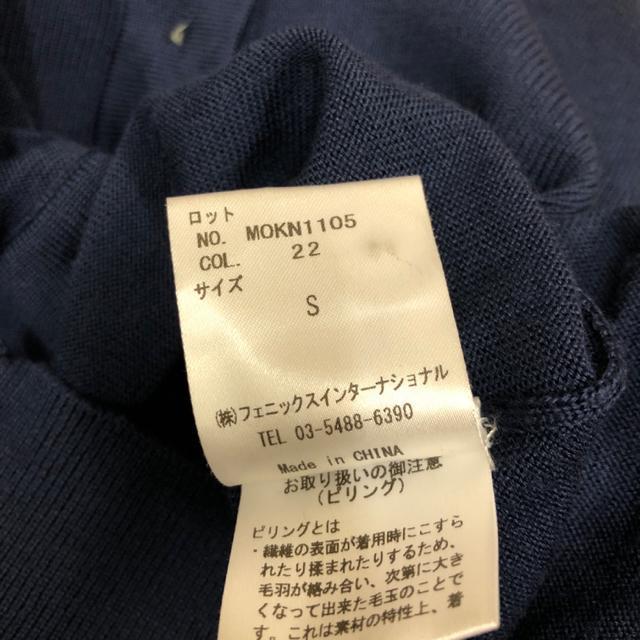 ロット
NO. MOKN1105
COL. 22
サイズ
S
(株)フェニックスインターナショナル
TEL 03-5488-6390
Made in CHINA
お取り扱いの御注意
(ピリング)
ピリングとは
・繊維の表面が着用時にこすら
れたり揉まれたりするため、
毛羽が絡み合い、次第に大き
くなって出来た毛玉のことで
す。これは素材の特性上、着